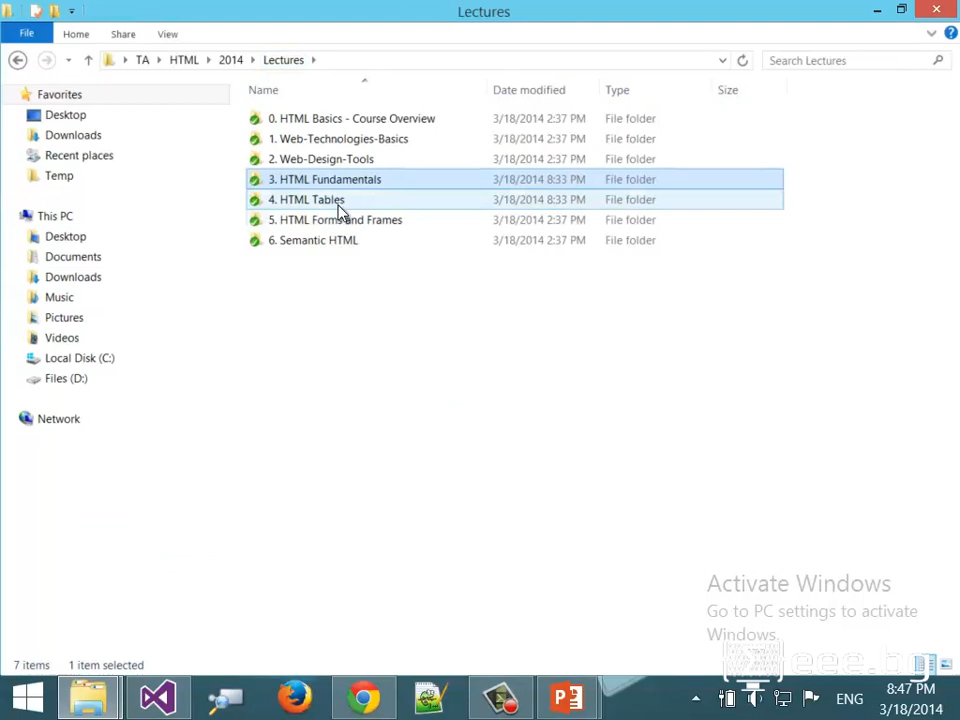 Lectures
File Home Share View
TA HTML 2014 Lectures Search Lectures
Name Date modified Type Size
Favorites
Desktop
Downloads
Recent places
Temp
This PC
Desktop
Documents
Downloads
Music
Pictures
Videos
Local Disk (C:)
Files (D:)
Network
0. HTML Basics - Course Overview 3/18/2014 2:37 PM File folder
1. Web-Technologies-Basics 3/18/2014 2:37 PM File folder
2. Web-Design-Tools 3/18/2014 2:37 PM File folder
3. HTML Fundamentals 3/18/2014 8:33 PM File folder
4. HTML Tables 3/18/2014 8:33 PM File folder
5. HTML Forms and Frames 3/18/2014 2:37 PM File folder
6. Semantic HTML 3/18/2014 2:37 PM File folder
Activate Windows
Go to PC settings to activate
Windows.
eee.bg
7 items 1 item selected
ENG
8:47 PM
3/18/2014